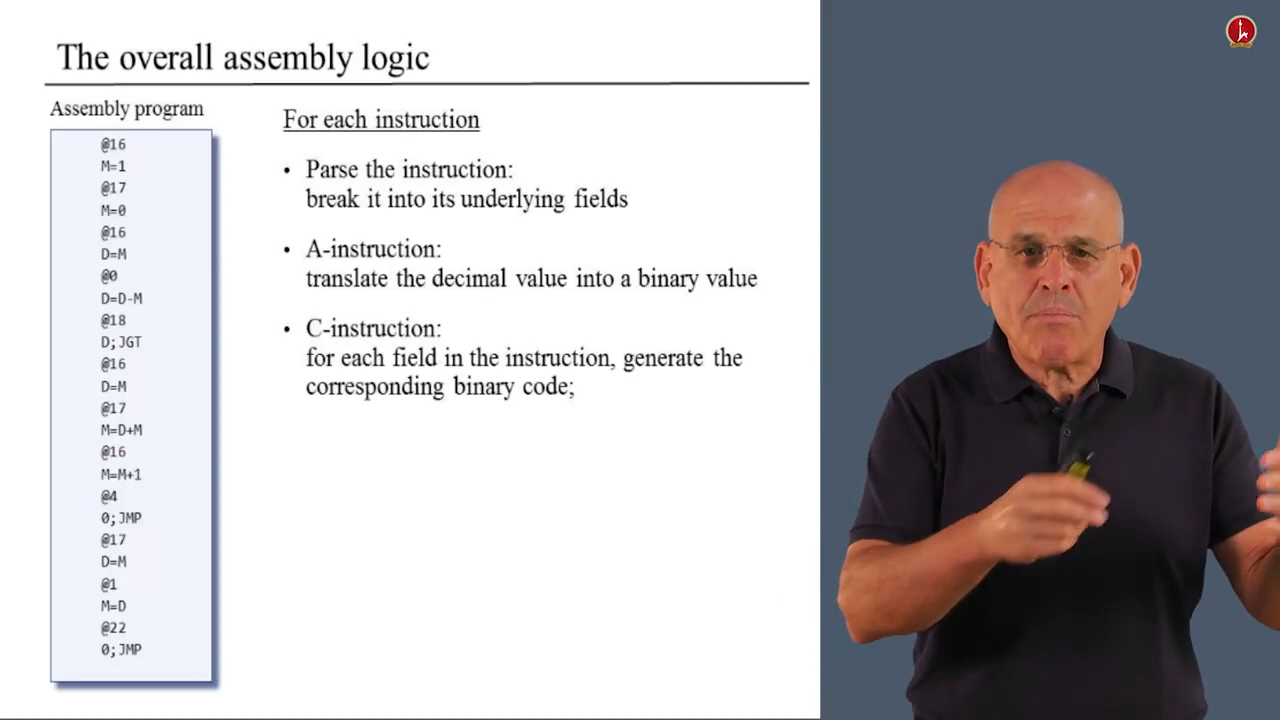 The overall assembly logic
Assembly program
@16
M=1
@17
M=0
@16
D=M
@0
D=D-M
@18
D;JGT
@16
D=M
@17
M=D+M
@16
M=M+1
@4
0;JMP
@17
D=M
@1
M=D
@22
0;JMP
For each instruction
• Parse the instruction:
break it into its underlying fields
• A-instruction:
translate the decimal value into a binary value
• C-instruction:
for each field in the instruction, generate the
corresponding binary code;